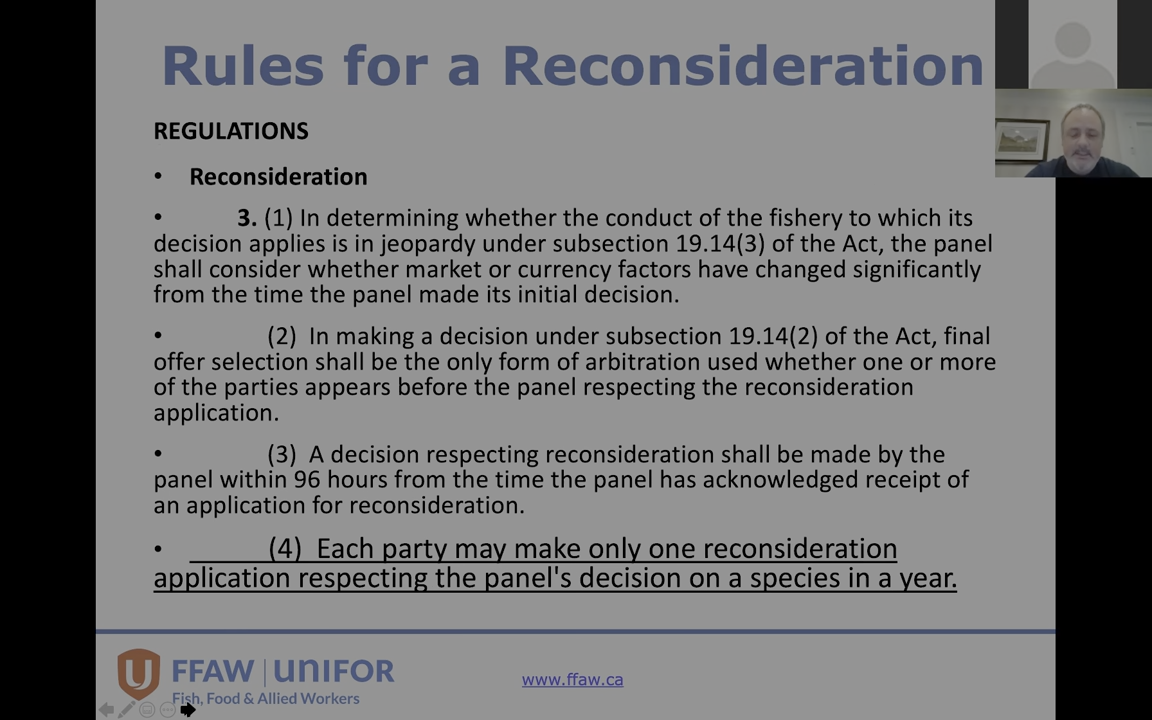 Rules for a Reconsideration
REGULATIONS
• Reconsideration
• 3. (1) In determining whether the conduct of the fishery to which its
decision applies is in jeopardy under subsection 19.14(3) of the Act, the panel
shall consider whether market or currency factors have changed significantly
from the time the panel made its initial decision.
• (2) In making a decision under subsection 19.14(2) of the Act, final
offer selection shall be the only form of arbitration used whether one or more
of the parties appears before the panel respecting the reconsideration
application.
• (3) A decision respecting reconsideration shall be made by the
panel within 96 hours from the time the panel has acknowledged receipt of
an application for reconsideration.
• (4) Each party may make only one reconsideration
application respecting the panel's decision on a species in a year.
FFAW | UNIFOR
Fish, Food & Allied Workers
www.ffaw.ca